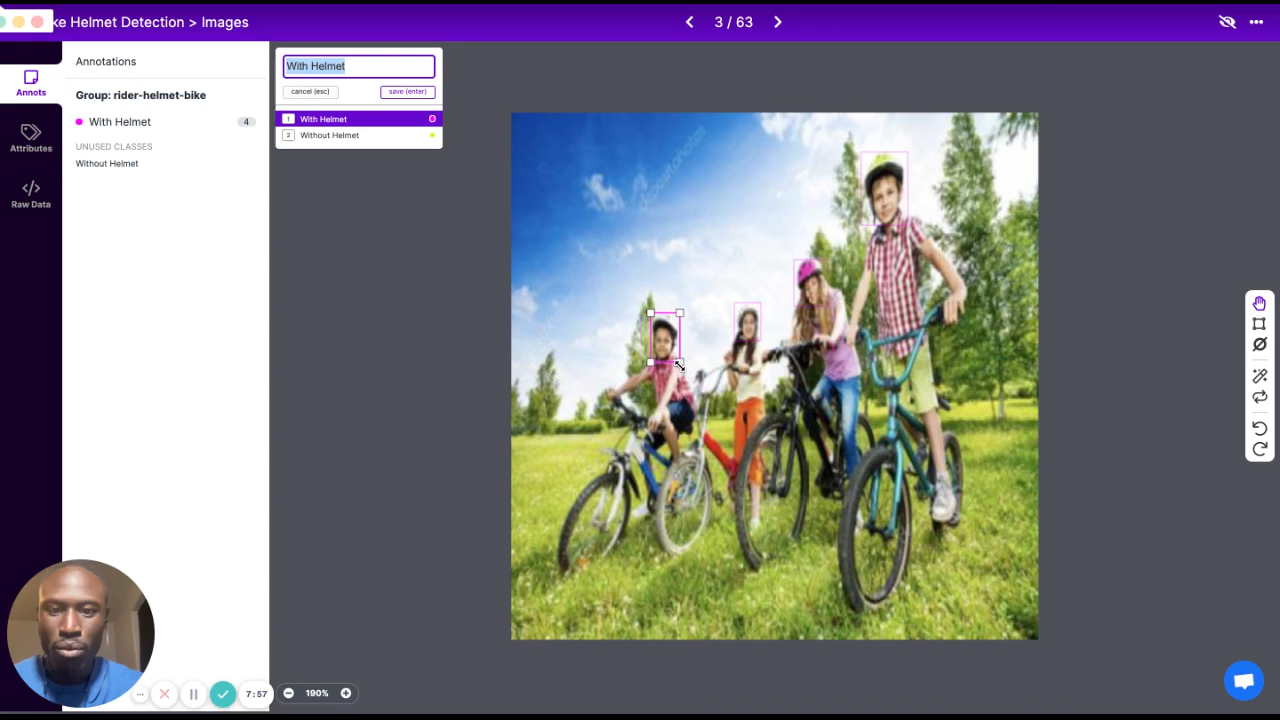 ke Helmet Detection > Images
3 / 63
Annots
Attributes
Raw Data
Annotations
Group: rider-helmet-bike
With Helmet 4
UNUSED CLASSES
Without Helmet
With Helmet
cancel (esc) save (enter)
1 With Helmet
2 Without Helmet
depositphotos
7:57
190%